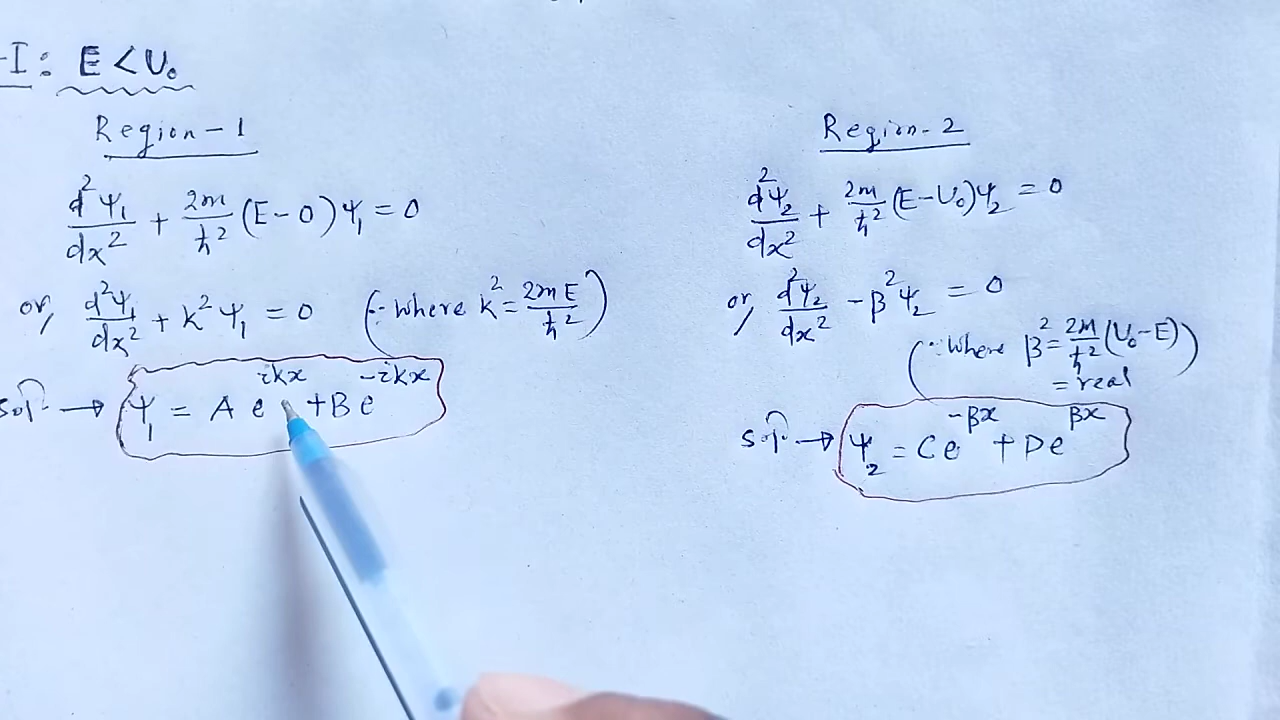 -I: E < U₀
Region-1
d²ψ₁/dx² + 2m/ħ² (E-0)ψ₁ = 0
or, d²ψ₁/dx² + k²ψ₁ = 0 (∵ where k² = 2mE/ħ²)
Solⁿ → ψ₁ = A e^{ikx} + B e^{-ikx}
Region-2
d²ψ₂/dx² + 2m/ħ² (E-U₀)ψ₂ = 0
or, d²ψ₂/dx² - β²ψ₂ = 0
(∵ where β² = 2m/ħ² (U₀-E))
= real
Solⁿ → ψ₂ = C e^{-βx} + D e^{βx}